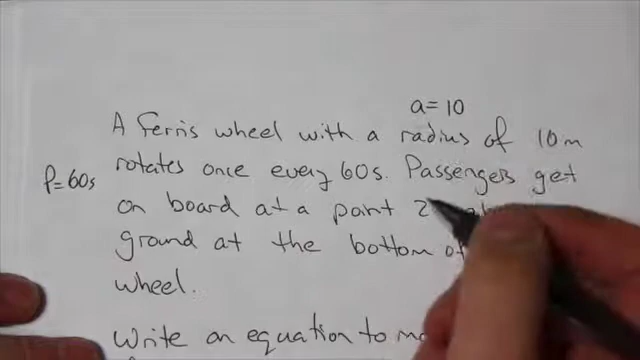 a=10
A Ferris wheel with a radius of 10m
P=60s rotates once every 60s. Passengers get
on board at a point 2
ground at the bottom of
wheel.
Write an equation to